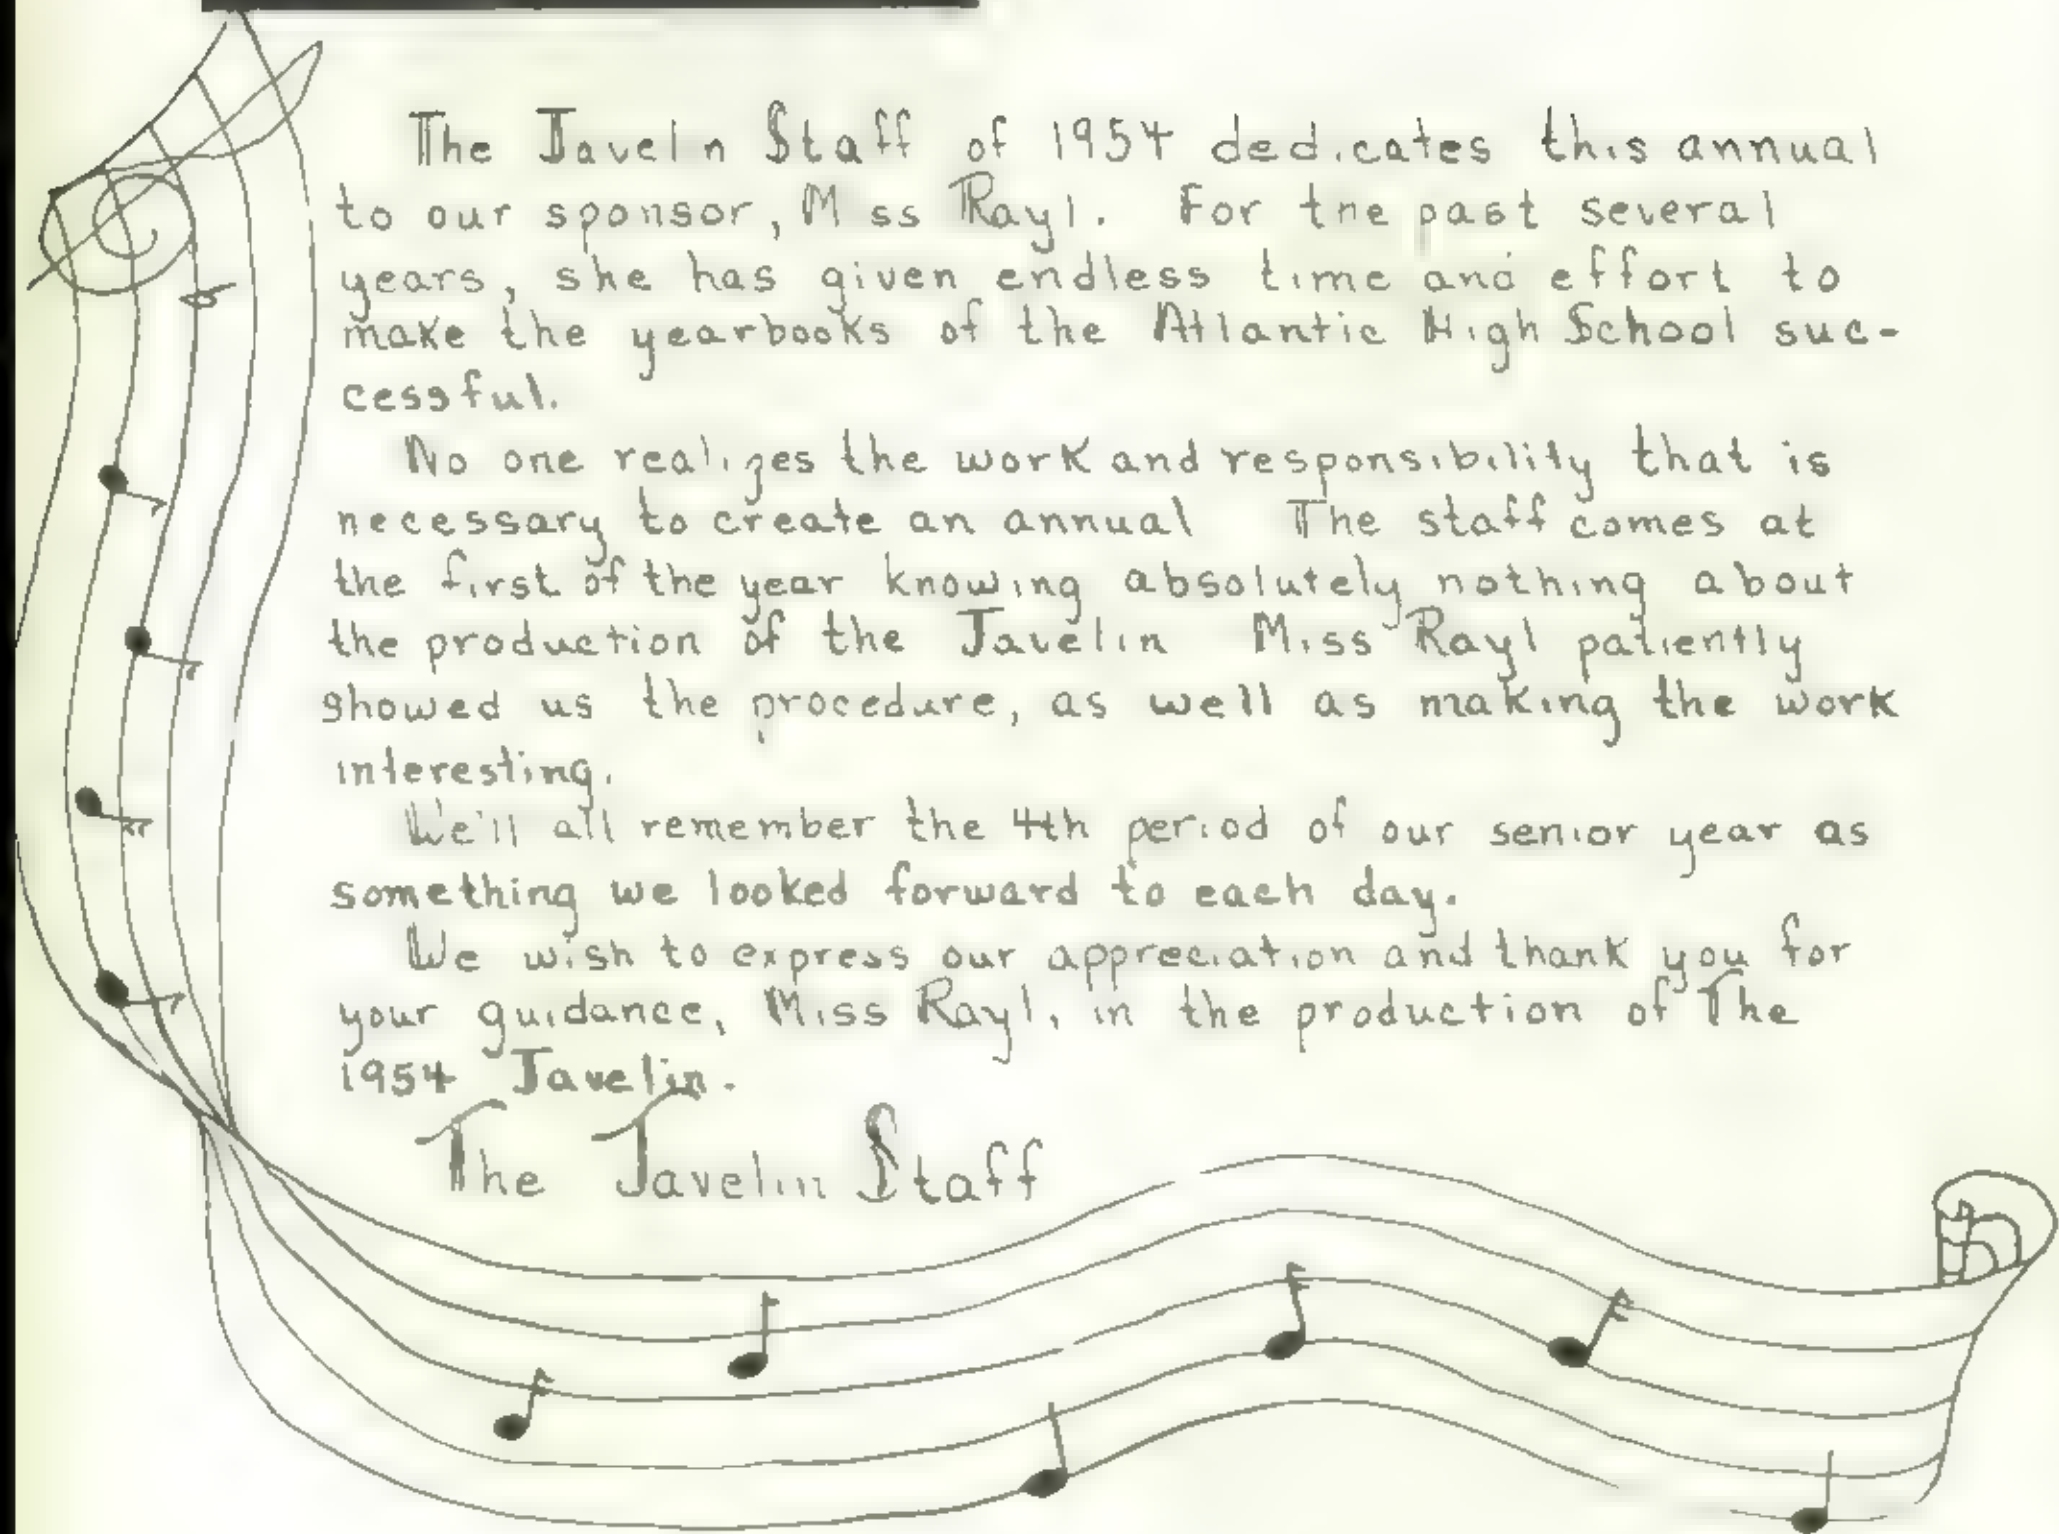 The Javelin Staff of 1954 dedicates this annual
to our sponsor, Miss Rayl. For the past several
years, she has given endless time and effort to
make the yearbooks of the Atlantic High School suc-
cessful.
No one realizes the work and responsibility that is
necessary to create an annual The staff comes at
the first of the year knowing absolutely nothing about
the production of the Javelin Miss Rayl patiently
showed us the procedure, as well as making the work
interesting.
We'll all remember the 4th period of our senior year as
something we looked forward to each day.
We wish to express our appreciation and thank you for
your guidance, Miss Rayl, in the production of The
1954 Javelin.
The Javelin Staff